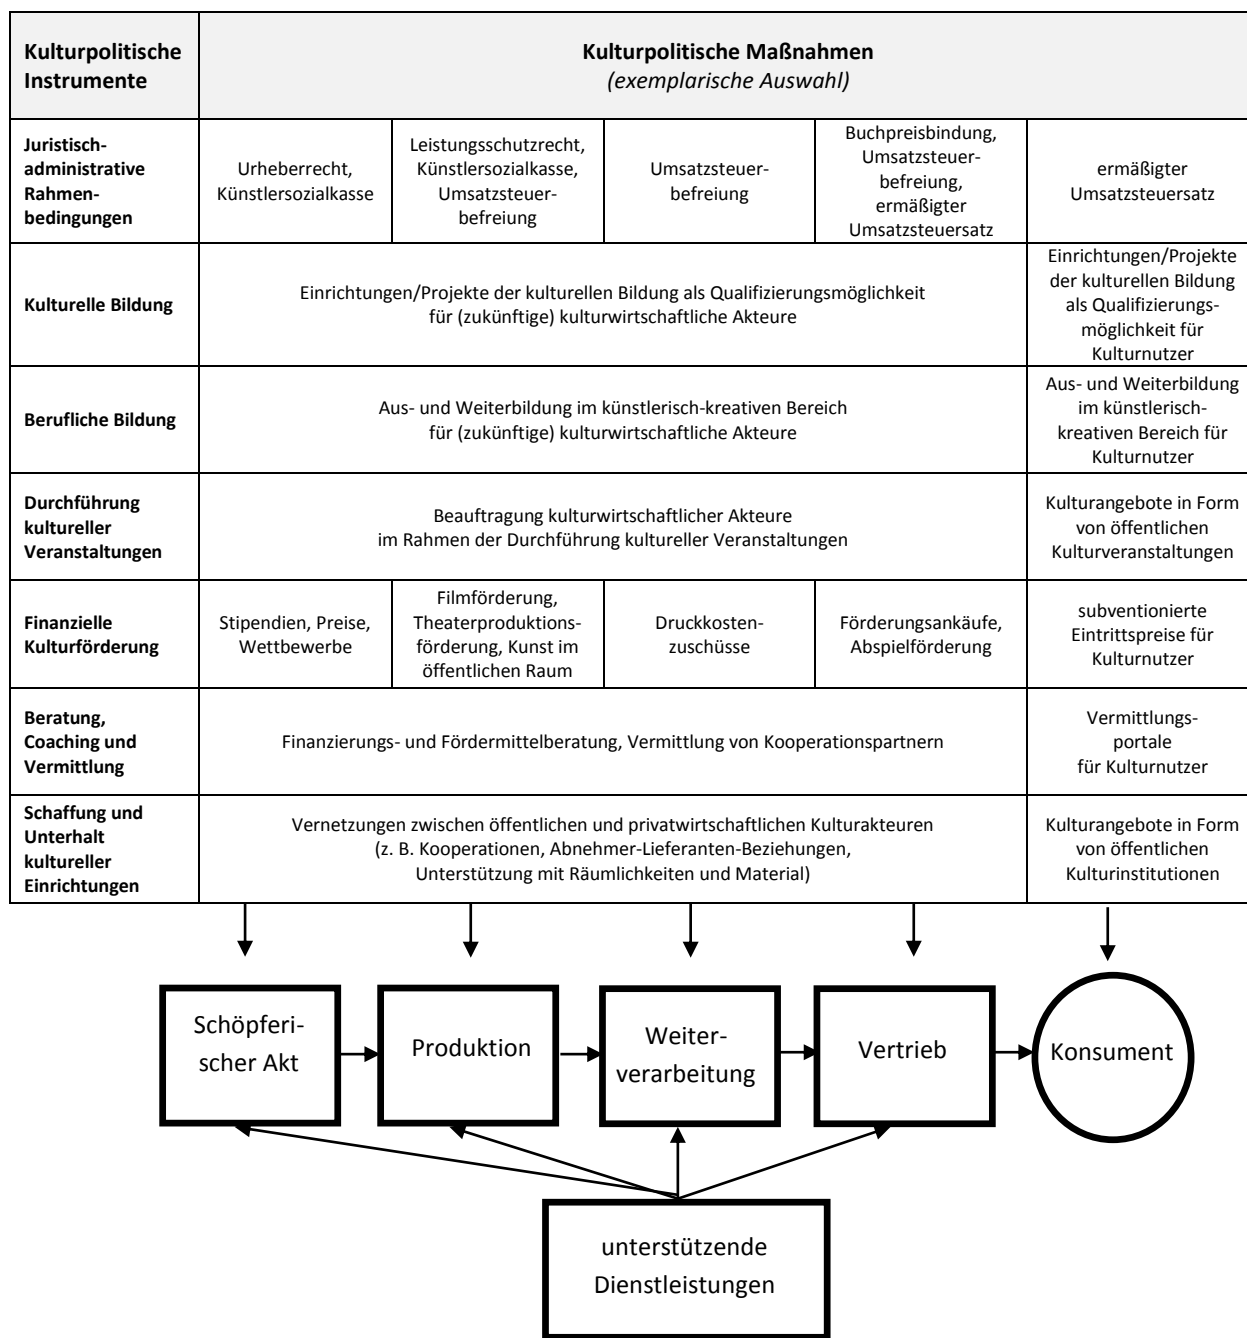 Kulturpolitische
Instrumente
Kulturpolitische Maßnahmen
(exemplarische Auswahl)
Juristisch-
administrative
Rahmen-
bedingungen
Urheberrecht,
Künstlersozialkasse
Leistungsschutzrecht,
Künstlersozialkasse,
Umsatzsteuer-
befreiung
Umsatzsteuer-
befreiung
Buchpreisbindung,
Umsatzsteuer-
befreiung,
ermäßigter
Umsatzsteuersatz
ermäßigter
Umsatzsteuersatz
Kulturelle Bildung
Einrichtungen/Projekte der kulturellen Bildung als Qualifizierungsmöglichkeit
für (zukünftige) kulturwirtschaftliche Akteure
Einrichtungen/Projekte
der kulturellen Bildung
als Qualifizierungs-
möglichkeit für
Kulturnutzer
Berufliche Bildung
Aus- und Weiterbildung im künstlerisch-kreativen Bereich
für (zukünftige) kulturwirtschaftliche Akteure
Aus- und Weiterbildung
im künstlerisch-
kreativen Bereich für
Kulturnutzer
Durchführung
kultureller
Veranstaltungen
Beauftragung kulturwirtschaftlicher Akteure
im Rahmen der Durchführung kultureller Veranstaltungen
Kulturangebote in Form
von öffentlichen
Kulturveranstaltungen
Finanzielle
Kulturförderung
Stipendien, Preise,
Wettbewerbe
Filmförderung,
Theaterproduktions-
förderung, Kunst im
öffentlichen Raum
Druckkosten-
zuschüsse
Förderungsankäufe,
Abspielförderung
subventionierte
Eintrittspreise für
Kulturnutzer
Beratung,
Coaching und
Vermittlung
Finanzierungs- und Fördermittelberatung, Vermittlung von Kooperationspartnern
Vermittlungs-
portale
für Kulturnutzer
Schaffung und
Unterhalt
kultureller
Einrichtungen
Vernetzungen zwischen öffentlichen und privatwirtschaftlichen Kulturakteuren
(z. B. Kooperationen, Abnehmer-Lieferanten-Beziehungen,
Unterstützung mit Räumlichkeiten und Material)
Kulturangebote in Form
von öffentlichen
Kulturinstitutionen
Schöpferi-
scher Akt
Produktion
Weiter-
verarbeitung
Vertrieb
Konsument
unterstützende
Dienstleistungen